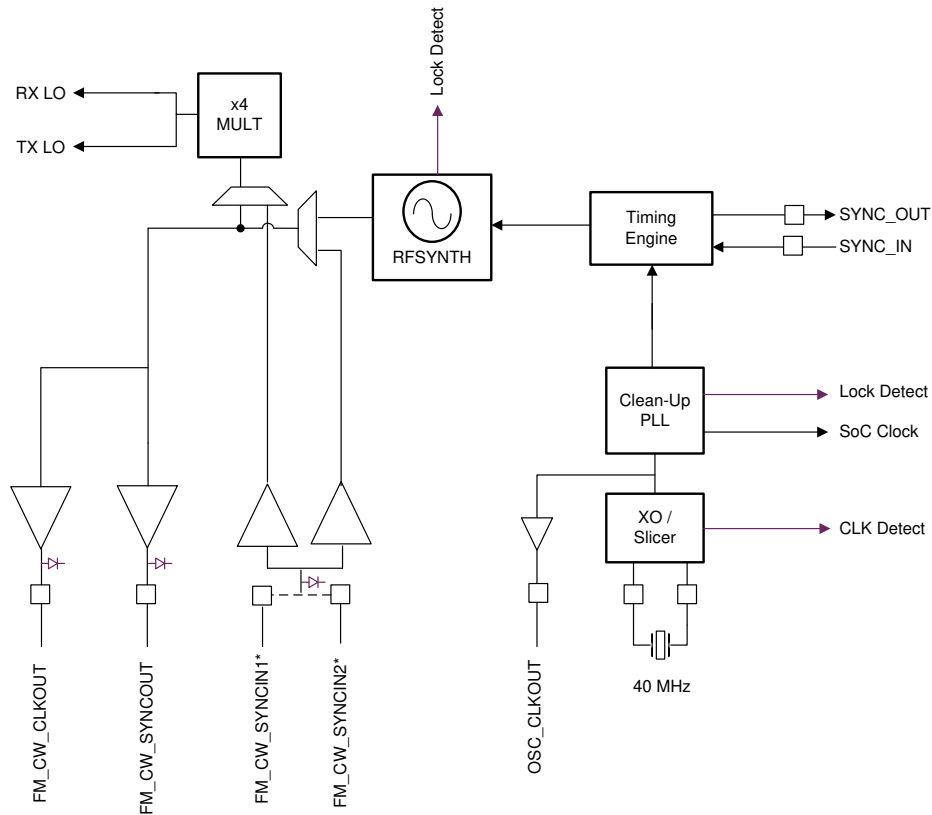 Lock Detect
RX LO
TX LO
x4
MULT
RFSYNTH
Timing
Engine
SYNC_OUT
SYNC_IN
Clean-Up
PLL
Lock Detect
SoC Clock
XO /
Slicer
CLK Detect
40 MHz
FM_CW_CLKOUT
FM_CW_SYNCOUT
FM_CW_SYNCIN1*
FM_CW_SYNCIN2*
OSC_CLKOUT